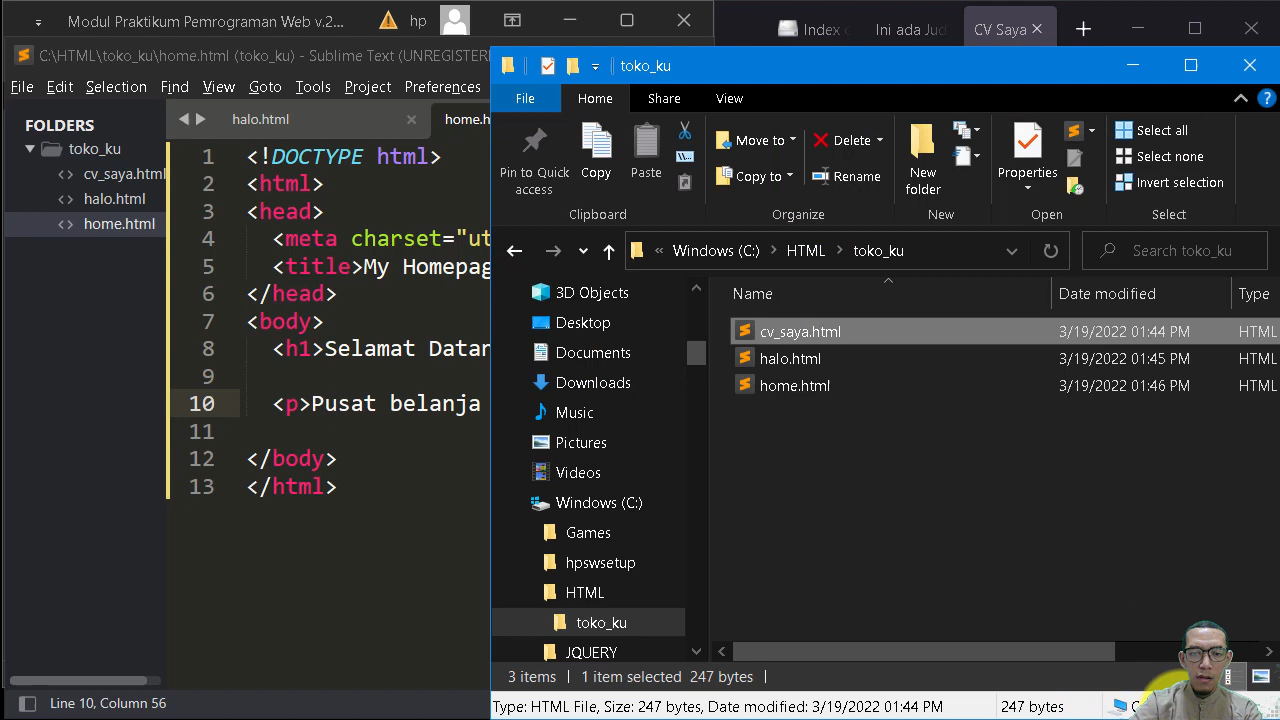 Modul Praktikum Pemrograman Web v.2...
hp
C:\HTML\toko_ku\home.html (toko_ku) - Sublime Text (UNREGISTER
File Edit Selection Find View Goto Tools Project Preferences
FOLDERS
toko_ku
cv_saya.html
halo.html
home.html
halo.html
home.h
1 <!DOCTYPE html>
2 <html>
3 <head>
4 <meta charset="ut
5 <title>My Homepag
6 </head>
7 <body>
8 <h1>Selamat Datan
9
10 <p>Pusat belanja
11
12 </body>
13 </html>
Line 10, Column 56
Index
Ini ada Jud
CV Saya
toko_ku
File Home Share View
Pin to Quick access
Copy
Paste
Clipboard
Move to
Copy to
Delete
Rename
Organize
New folder
New
Properties
Open
Select all
Select none
Invert selection
Select
« Windows (C:) HTML toko_ku
Search toko_ku
3D Objects
Desktop
Documents
Downloads
Music
Pictures
Videos
Windows (C:)
Games
hpswsetup
HTML
toko_ku
JQUERY
Name Date modified Type
cv_saya.html 3/19/2022 01:44 PM HTML
halo.html 3/19/2022 01:45 PM HTML
home.html 3/19/2022 01:46 PM HTML
3 items 1 item selected 247 bytes
Type: HTML File, Size: 247 bytes, Date modified: 3/19/2022 01:44 PM 247 bytes